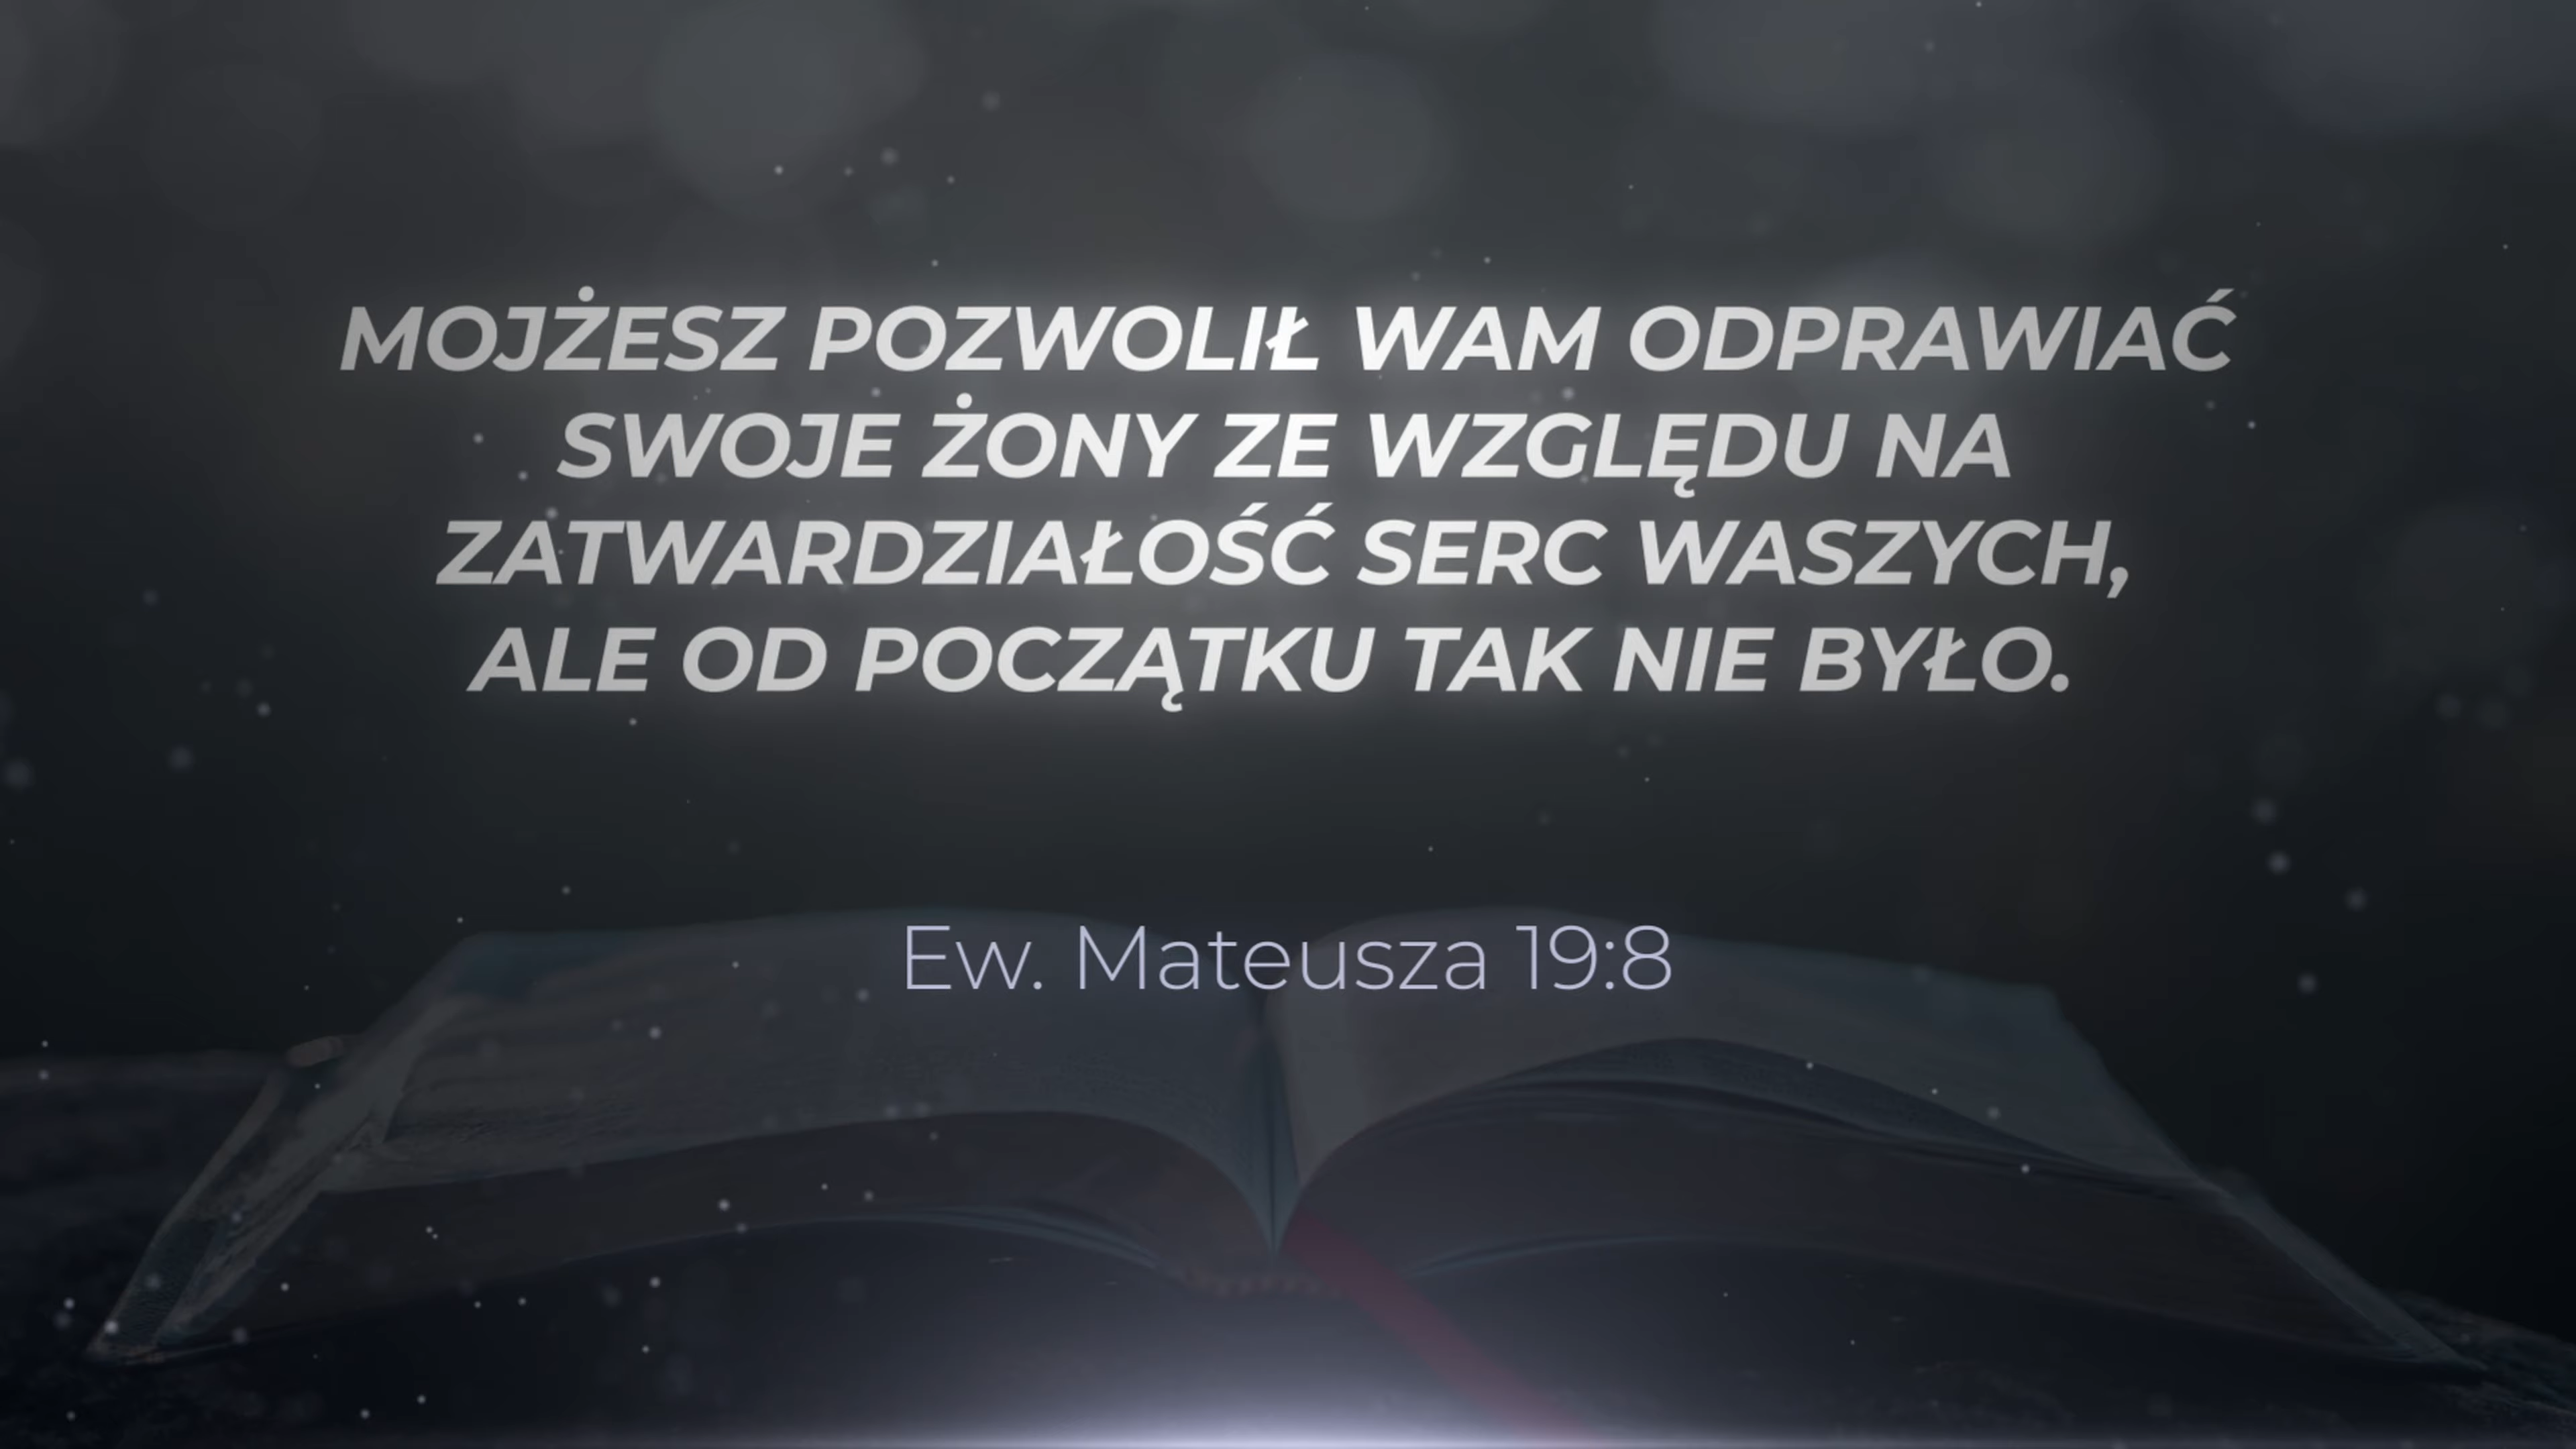 MOJŻESZ POZWOLIŁ WAM ODPRAWIAĆ
SWOJE ŻONY ZE WZGLĘDU NA
ZATWARDZIAŁOŚĆ SERC WASZYCH,
ALE OD POCZĄTKU TAK NIE BYŁO.
Ew. Mateusza 19:8